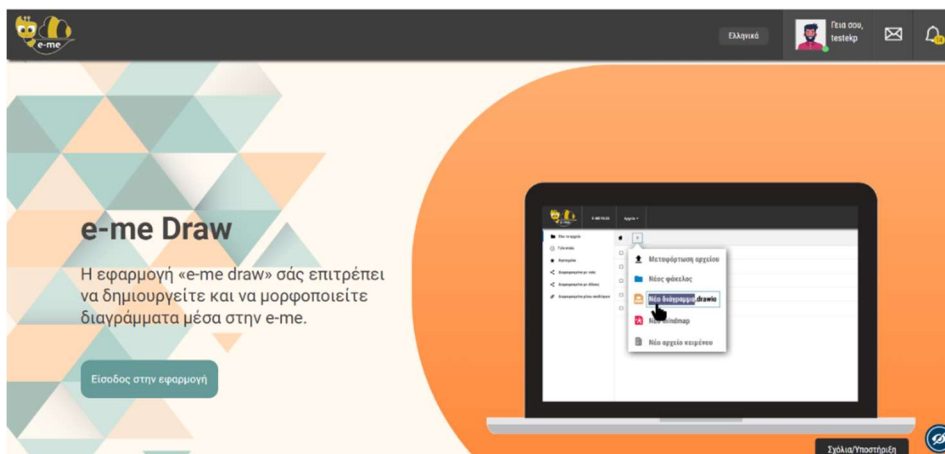 e-me
Ελληνικά
Γεια σου,
testekp
e-me Draw
Η εφαρμογή «e-me draw» σάς επιτρέπει
να δημιουργείτε και να μορφοποιείτε
διαγράμματα μέσα στην e-me.
Είσοδος στην εφαρμογή
Μεταφόρτωση αρχείου
Νέος φάκελος
Νέο διάγραμμα.drawio
Νέο mindmap
Νέο αρχείο κειμένου
Σχόλια/Υποστήριξη